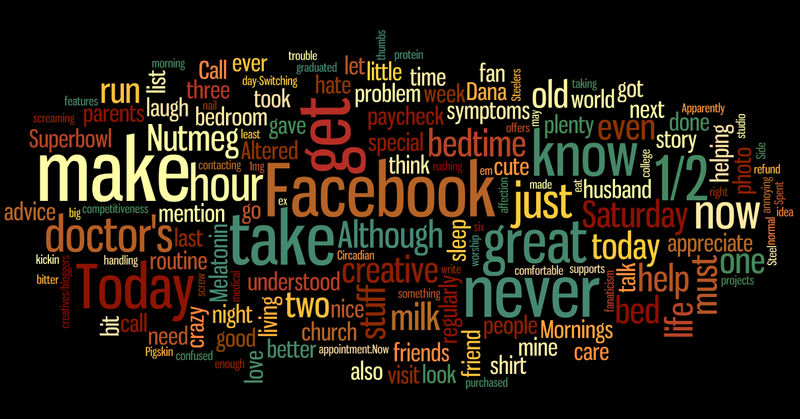 thumbs
trouble
protein
morning
Call
ever
graduated
let
little
time
fan
Steelers
day-Switching
list
run
three
took
hate
problem
week
Dana
old
world
got
taking
features
parents
laugh
nail
bedroom
get
paycheck
symptoms
may
next
Apparently
screaming
Superbowl
Nutmeg
least
gave
special
bedtime
offers
plenty
even
done
studio
make
hour
contacting
Altered
1mg
think
rushing
em
cute
know
story
college
helping
photo
Side
refund
Facebook
ex
affection
made
just
eat
husband
1/2
right
annoying
Spent
advice
big
competitiveness
mention
go
Saturday
now
idea
doctor's
last
Melatonin
take
Although
sleep
six
worship
great
today
appreciate
normal
Sted
kickin
handling
routine
Circadian
creative
write
comfortable
supports
talk
help
must
one
projects
bitter
creatives-bloggers
Today
screw
medical
understood
something
regularly
never
fanaticism
bed
life-
bit
call
crazy
night
living
two
nice
stuff
milk
people
Mornings
need
good
church
friend
mine
Pigskin
confused
enough
love
better
appointment.Now
friends
shirt
care
also
visit
look
purchased